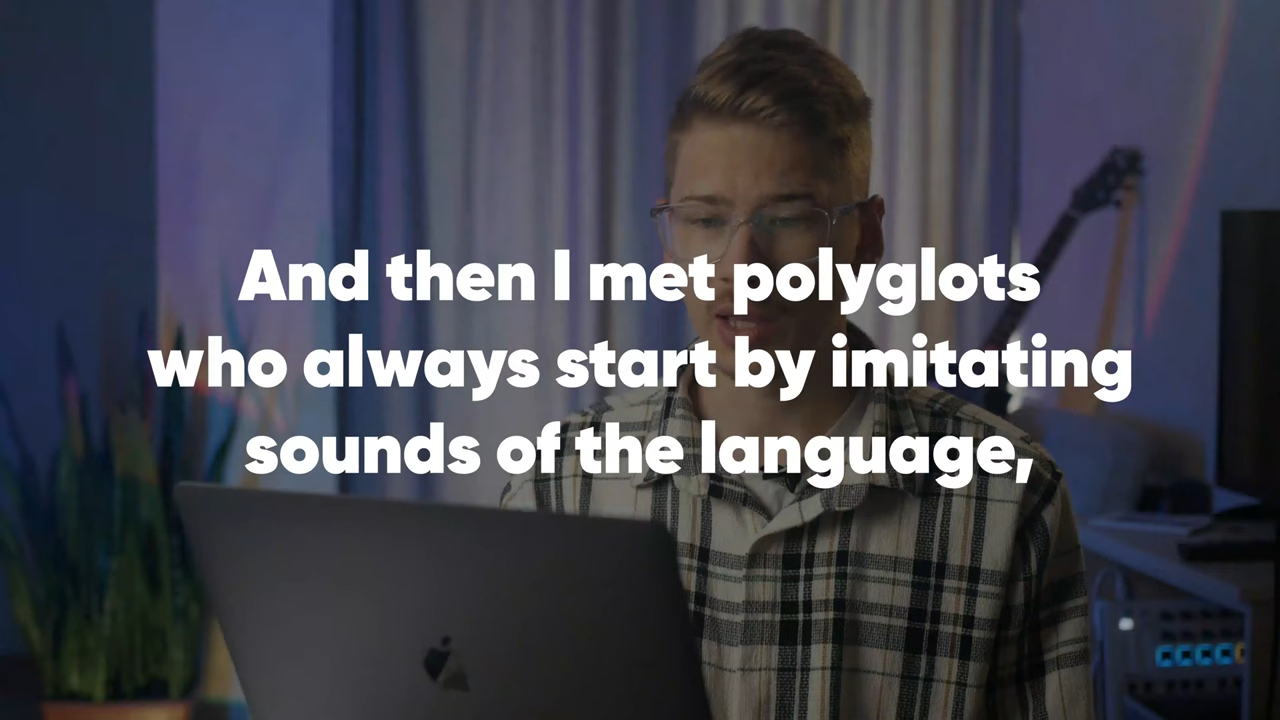 And then I met polyglots
who always start by imitating
sounds of the language,